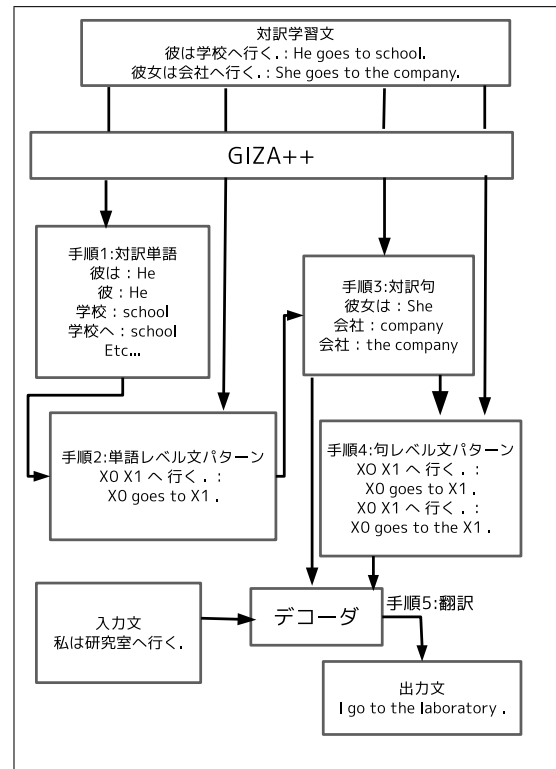 対訳学習文
彼は学校へ行く. : He goes to school.
彼女は会社へ行く. : She goes to the company.
GIZA++
手順1:対訳単語
彼は : He
彼 : He
学校 : school
学校へ : school
Etc...
手順3:対訳句
彼女は : She
会社 : company
会社 : the company
手順2:単語レベル文パターン
X0 X1 へ 行く . :
X0 goes to X1 .
手順4:句レベル文パターン
X0 X1 へ 行く . :
X0 goes to X1 .
X0 X1 へ 行く . :
X0 goes to the X1 .
入力文
私は研究室へ行く.
デコーダ
手順5:翻訳
出力文
I go to the laboratory .